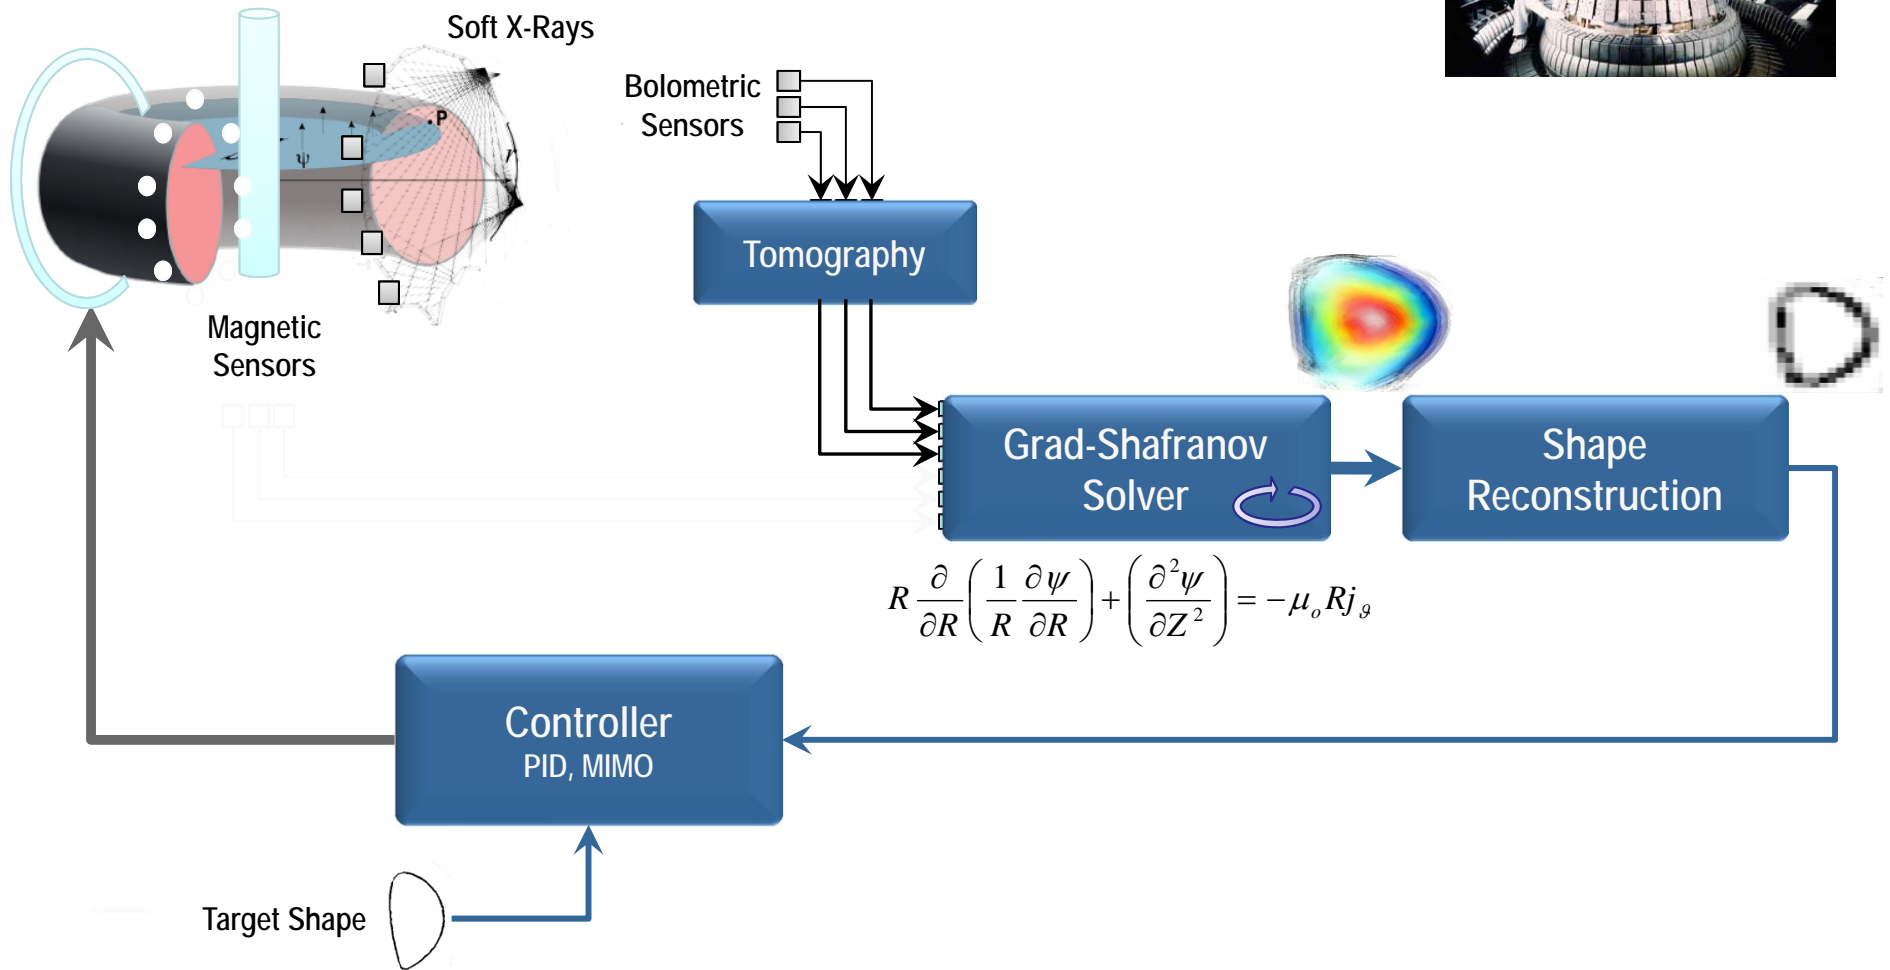 Soft X-Rays
Bolometric
Sensors
P
ψ
r
Tomography
Magnetic
Sensors
Grad-Shafranov
Solver
Shape
Reconstruction
R ∂/∂R (1/R ∂ψ/∂R) + (∂²ψ/∂Z²) = −μₒRj_ϑ
Controller
PID, MIMO
Target Shape